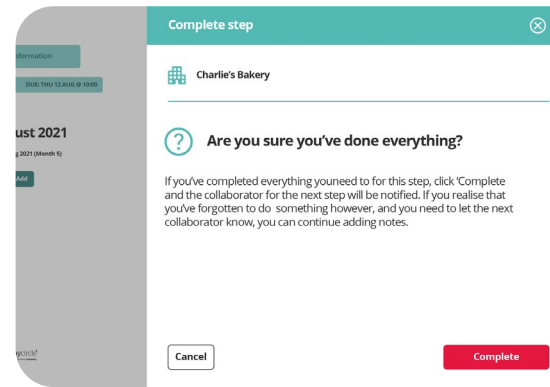 Complete step
nformation
DUE: THU 12 AUG @ 10:00
ust 2021
g 2021 (Month 5)
Add
Charlie's Bakery
Are you sure you've done everything?
If you've completed everything youneed to for this step, click 'Complete
and the collaborator for the next step will be notified. If you realise that
you've forgotten to do something however, and you need to let the next
collaborator know, you can continue adding notes.
Cancel
Complete